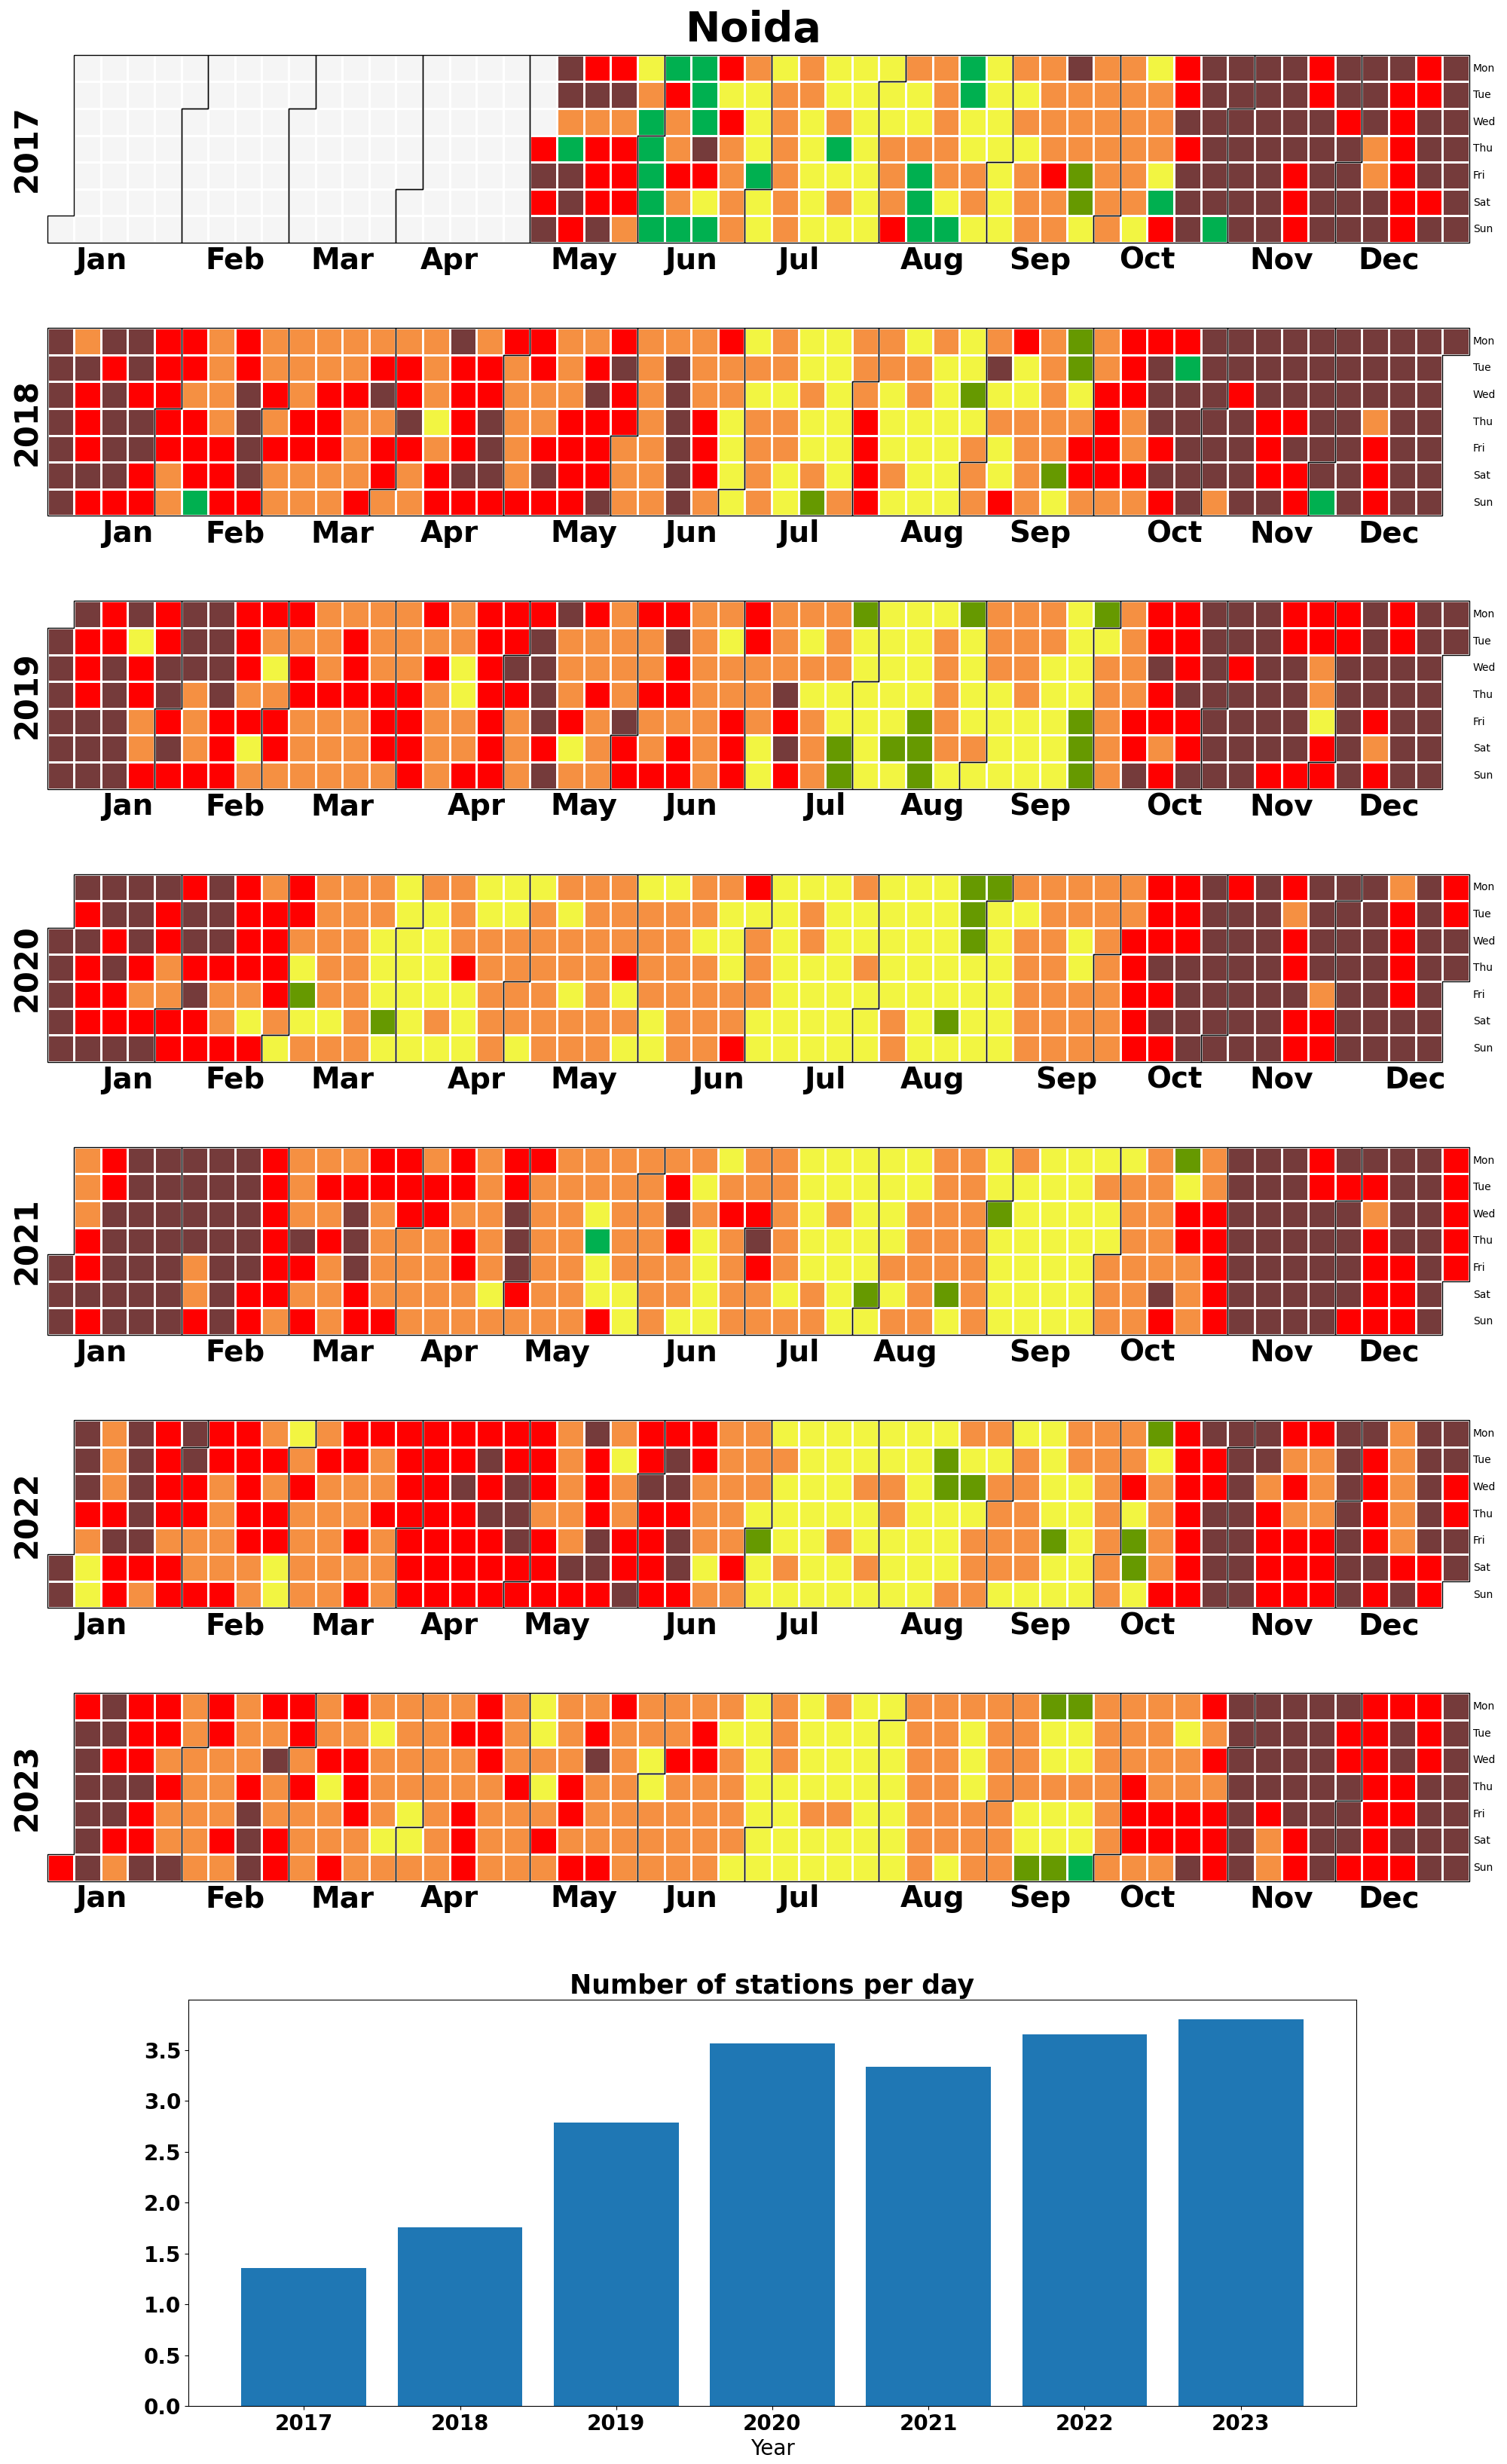 Noida
2017
Mon
Tue
Wed
Thu
Fri
Sat
Sun
Jan Feb Mar Apr May Jun Jul Aug Sep Oct Nov Dec
2018
Mon
Tue
Wed
Thu
Fri
Sat
Sun
Jan Feb Mar Apr May Jun Jul Aug Sep Oct Nov Dec
2019
Mon
Tue
Wed
Thu
Fri
Sat
Sun
Jan Feb Mar Apr May Jun Jul Aug Sep Oct Nov Dec
2020
Mon
Tue
Wed
Thu
Fri
Sat
Sun
Jan Feb Mar Apr May Jun Jul Aug Sep Oct Nov Dec
2021
Mon
Tue
Wed
Thu
Fri
Sat
Sun
Jan Feb Mar Apr May Jun Jul Aug Sep Oct Nov Dec
2022
Mon
Tue
Wed
Thu
Fri
Sat
Sun
Jan Feb Mar Apr May Jun Jul Aug Sep Oct Nov Dec
2023
Mon
Tue
Wed
Thu
Fri
Sat
Sun
Jan Feb Mar Apr May Jun Jul Aug Sep Oct Nov Dec
Number of stations per day
3.5
3.0
2.5
2.0
1.5
1.0
0.5
0.0
2017 2018 2019 2020 2021 2022 2023
Year